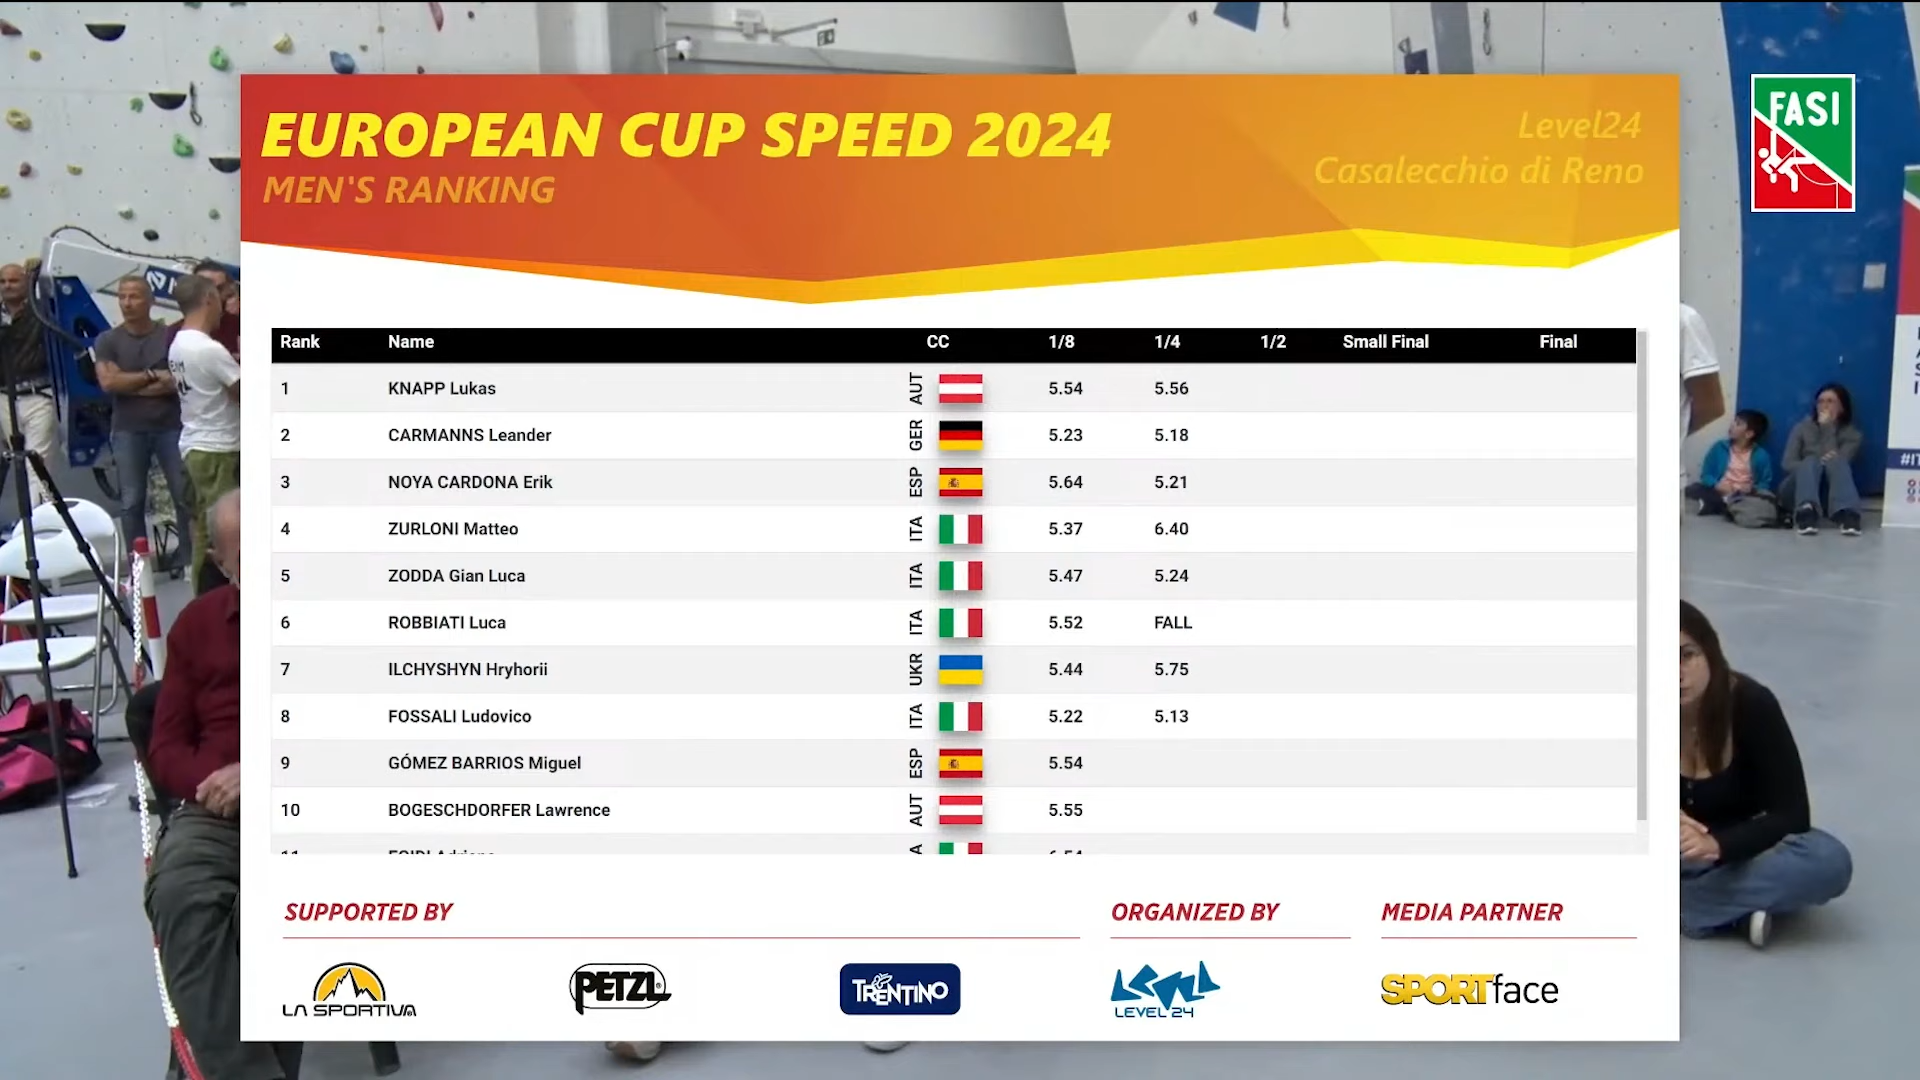 EUROPEAN CUP SPEED 2024
MEN'S RANKING
Level24
Casalecchio di Reno
FASI
Rank Name CC 1/8 1/4 1/2 Small Final Final
1 KNAPP Lukas AUT 5.54 5.56
2 CARMANNS Leander GER 5.23 5.18
3 NOYA CARDONA Erik ESP 5.64 5.21
4 ZURLONI Matteo ITA 5.37 6.40
5 ZODDA Gian Luca ITA 5.47 5.24
6 ROBBIATI Luca ITA 5.52 FALL
7 ILCHYSHYN Hryhorii UKR 5.44 5.75
8 FOSSALI Ludovico ITA 5.22 5.13
9 GÓMEZ BARRIOS Miguel ESP 5.54
10 BOGESCHDORFER Lawrence AUT 5.55
SUPPORTED BY
ORGANIZED BY
MEDIA PARTNER
LA SPORTIVA
PETZL
TRENTINO
LEVEL 24
SPORTface